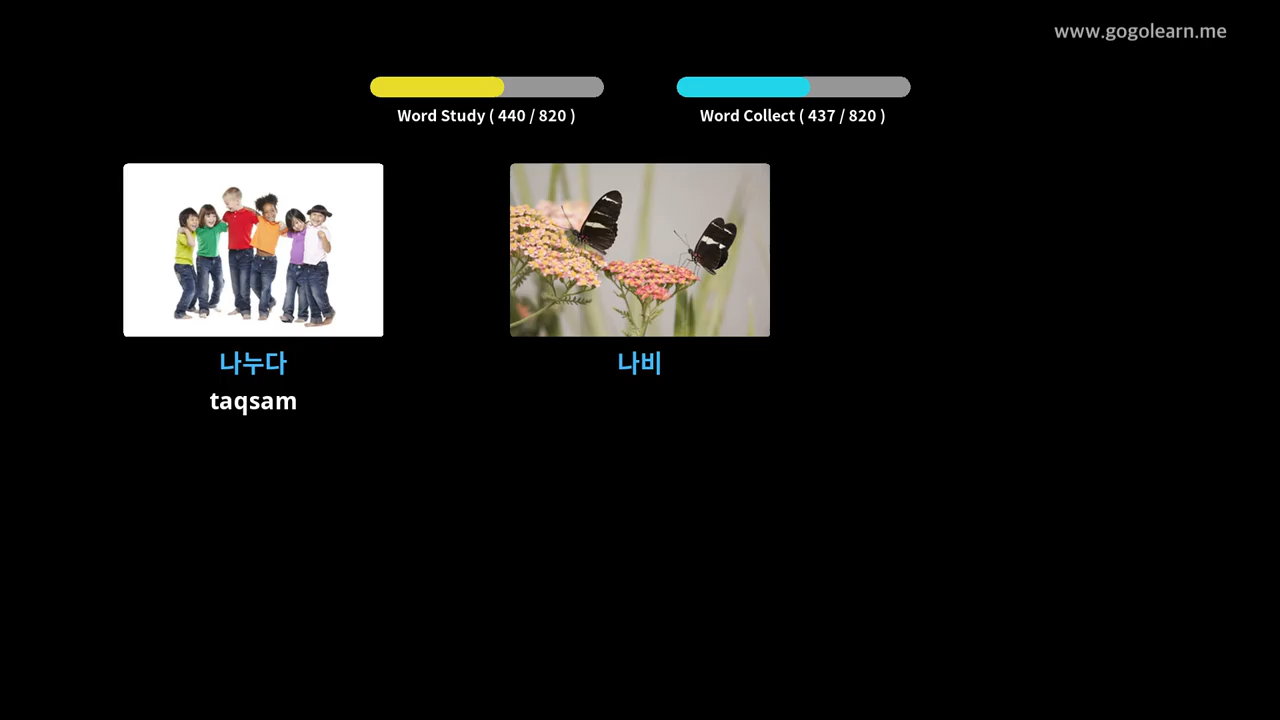 www.gogolearn.me
Word Study ( 440 / 820 )
Word Collect ( 437 / 820 )
나누다
taqsam
나비